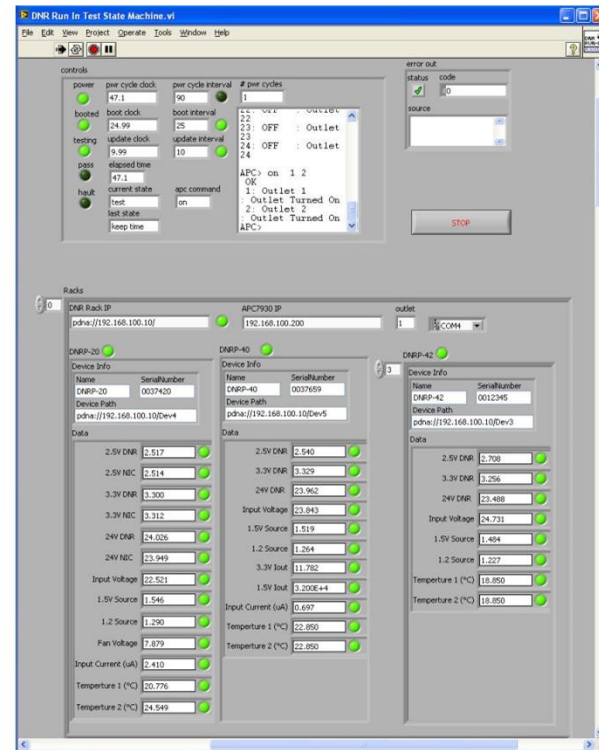 DNR Run In Test State Machine.vi
File Edit View Project Operate Tools Window Help
controls
power
pwr cycle clock
47.1
pwr cycle interval
90
# pwr cycles
1
booted
boot clock
24.99
boot interval
25
testing
update clock
9.99
update interval
10
pass
elapsed time
47.1
hault
current state
test
apc command
on
last state
keep time
22: OFF : Outlet
22
23: OFF : Outlet
23
24: OFF : Outlet
24
APC> on 1 2
OK
1: Outlet 1
: Outlet Turned On
2: Outlet 2
: Outlet Turned On
APC>
error out
status code
0
source
STOP
Racks
0
DNR Rack IP
pdna://192.168.100.10/
APC7930 IP
192.168.100.200
outlet
1
COM4
DNRP-20
Device Info
Name SerialNumber
DNRP-20 0037420
Device Path
pdna://192.168.100.10/Dev4
Data
2.5V DNR 2.517
2.5V NIC 2.514
3.3V DNR 3.300
3.3V NIC 3.312
24V DNR 24.026
24V NIC 23.949
Input Voltage 22.521
1.5V Source 1.546
1.2 Source 1.290
Fan Voltage 7.879
Input Current (uA) 2.410
Temperture 1 (°C) 20.776
Temperture 2 (°C) 24.549
DNRP-40
Device Info
Name SerialNumber
DNRP-40 0037659
Device Path
pdna://192.168.100.10/Dev5
Data
2.5V DNR 2.540
3.3V DNR 3.329
24V DNR 23.962
Input Voltage 23.843
1.5V Source 1.519
1.2 Source 1.264
3.3V Iout 11.782
1.5V Iout 3.200E+4
Input Current (uA) 0.697
Temperture 1 (°C) 22.850
Temperture 2 (°C) 22.850
3
DNRP-42
Device Info
Name SerialNumber
DNRP-42 0012345
Device Path
pdna://192.168.100.10/Dev3
Data
2.5V DNR 2.708
3.3V DNR 3.256
24V DNR 23.488
Input Voltage 24.731
1.5V Source 1.484
1.2 Source 1.227
Temperture 1 (°C) 18.850
Temperture 2 (°C) 18.850